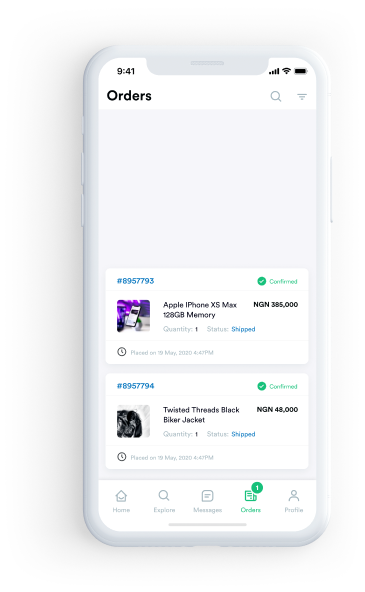 9:41
Orders
#8957793
Confirmed
Apple IPhone XS Max
128GB Memory
NGN 385,000
Quantity: 1 Status: Shipped
Placed on 19 May, 2020 4:47PM
#8957794
Confirmed
Twisted Threads Black
Biker Jacket
NGN 48,000
Quantity: 1 Status: Shipped
Placed on 19 May, 2020 4:47PM
1
Home Explore Messages Orders Profile